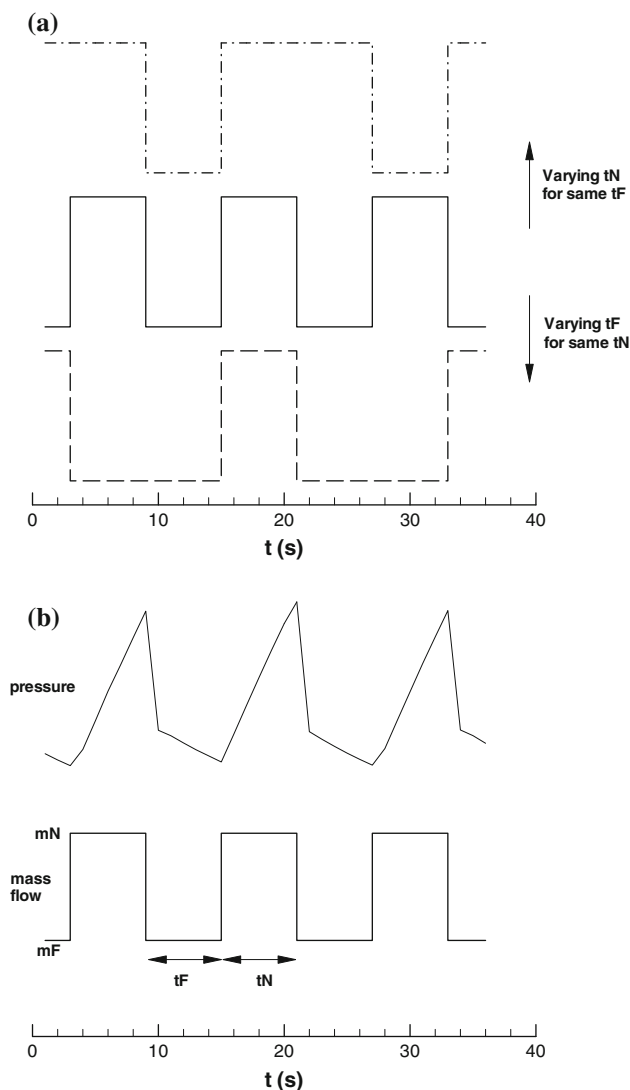 (a)
Varying tN
for same tF
Varying tF
for same tN
0 10 20 30 40
t (s)
(b)
pressure
mN
mass
flow
mF
tF tN
0 10 20 30 40
t (s)